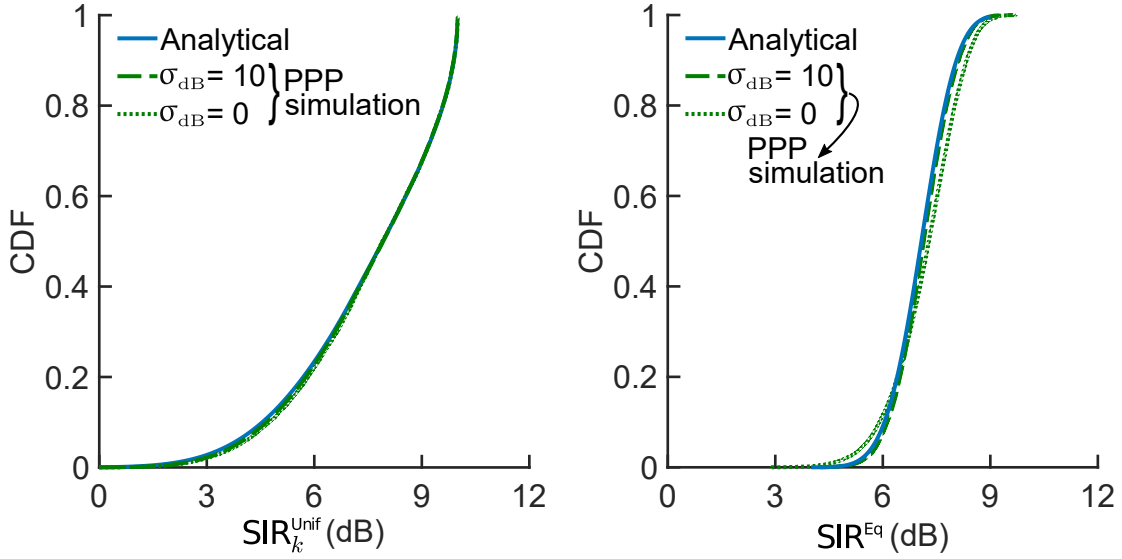 1
0.8
0.6
0.4
0.2
0
CDF
Analytical
σdB = 10
σdB = 0
PPP
simulation
0 3 6 9 12
SIR_k^Unif (dB)
1
0.8
0.6
0.4
0.2
0
CDF
Analytical
σdB = 10
σdB = 0
PPP
simulation
0 3 6 9 12
SIR^Eq (dB)